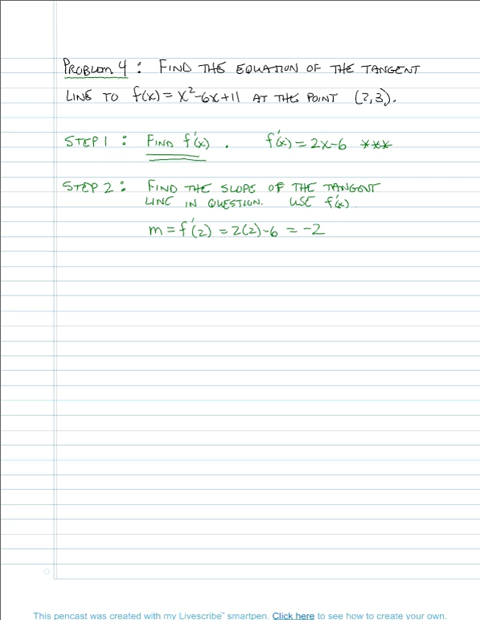 PROBLEM 4: FIND THE EQUATION OF THE TANGENT
LINE TO f(x) = x²-6x+11 AT THE POINT (2,3).
STEP 1: FIND f'(x). f'(x) = 2x-6 ***
STEP 2: FIND THE SLOPE OF THE TANGENT
LINE IN QUESTION. USE f'(x).
m = f'(2) = 2(2)-6 = -2
This pencast was created with my Livescribe™ smartpen. Click here to see how to create your own.